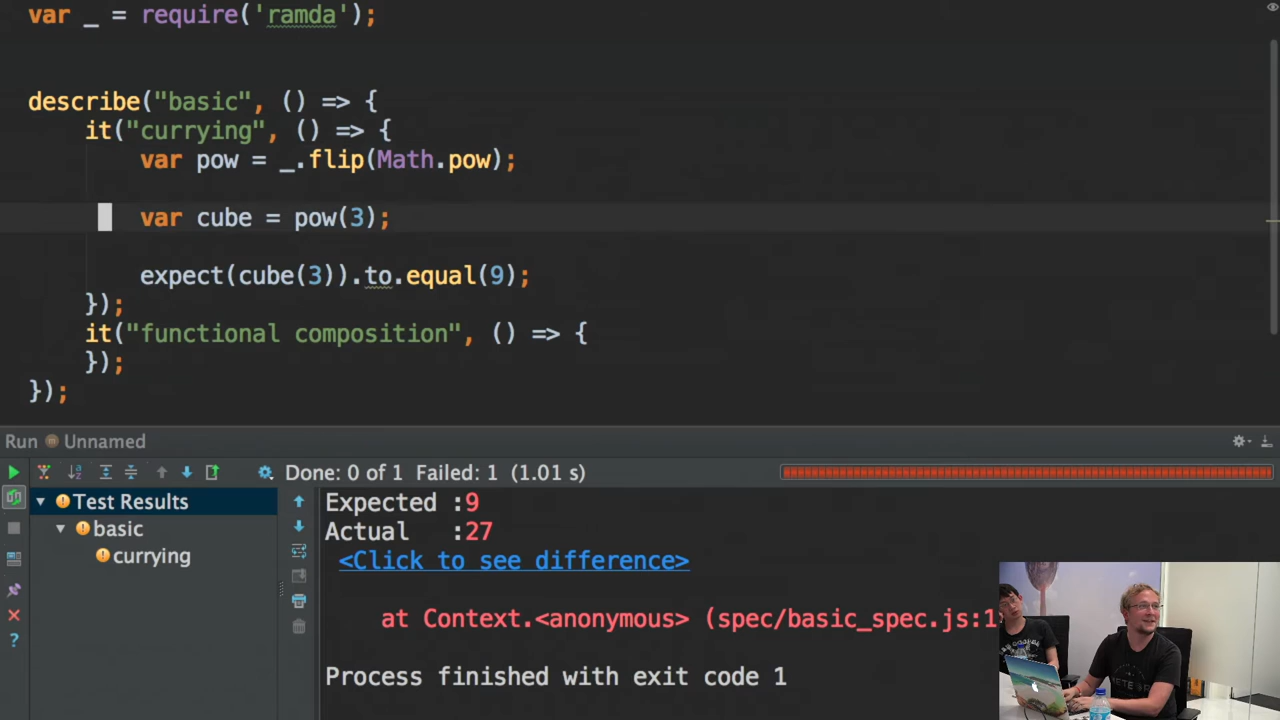 var _ = require('ramda');
describe("basic", () => {
it("currying", () => {
var pow = _.flip(Math.pow);
var cube = pow(3);
expect(cube(3)).to.equal(9);
});
it("functional composition", () => {
});
});
Run Unnamed
Done: 0 of 1 Failed: 1 (1.01 s)
Test Results
basic
currying
Expected :9
Actual :27
<Click to see difference>
at Context.<anonymous> (spec/basic_spec.js:1
Process finished with exit code 1